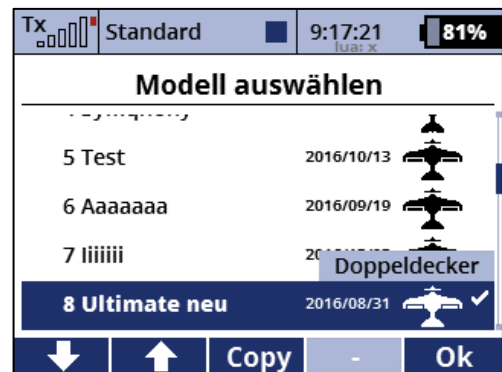 Tx Standard 9:17:21 81%
lua: x
Modell auswählen
5 Test 2016/10/13
6 Aaaaaaa 2016/09/19
7 Iiiiiii
Doppeldecker
8 Ultimate neu 2016/08/31
Copy - Ok